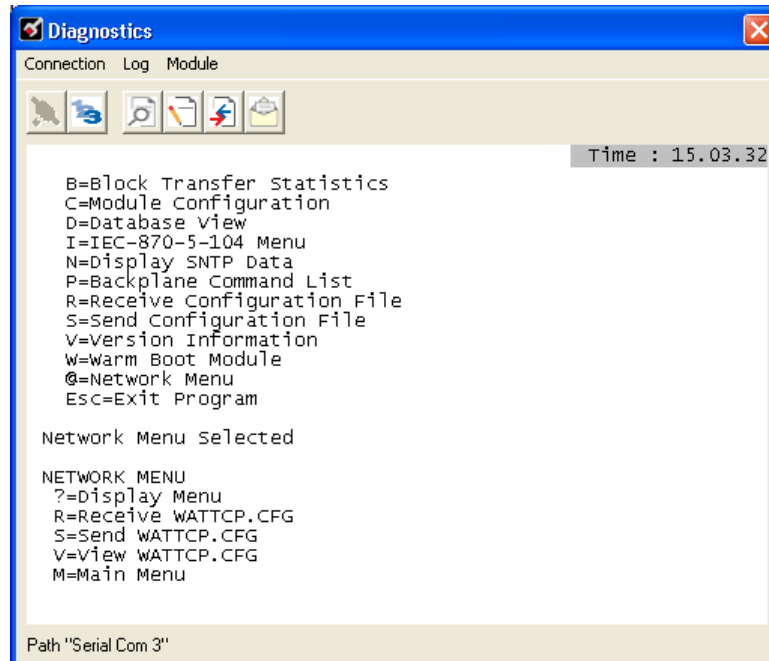 Diagnostics
Connection Log Module
Time : 15.03.32
B=Block Transfer Statistics
C=Module Configuration
D=Database View
I=IEC-870-5-104 Menu
N=Display SNTP Data
P=Backplane Command List
R=Receive Configuration File
S=Send Configuration File
V=Version Information
W=Warm Boot Module
@=Network Menu
Esc=Exit Program
Network Menu Selected
NETWORK MENU
?=Display Menu
R=Receive WATTCP.CFG
S=Send WATTCP.CFG
V=View WATTCP.CFG
M=Main Menu
Path "Serial Com 3"